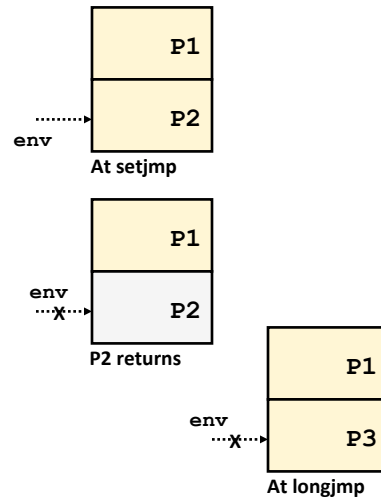 P1
P2
env
At setjmp
P1
env
X
P2
P2 returns
P1
env
X
P3
At longjmp